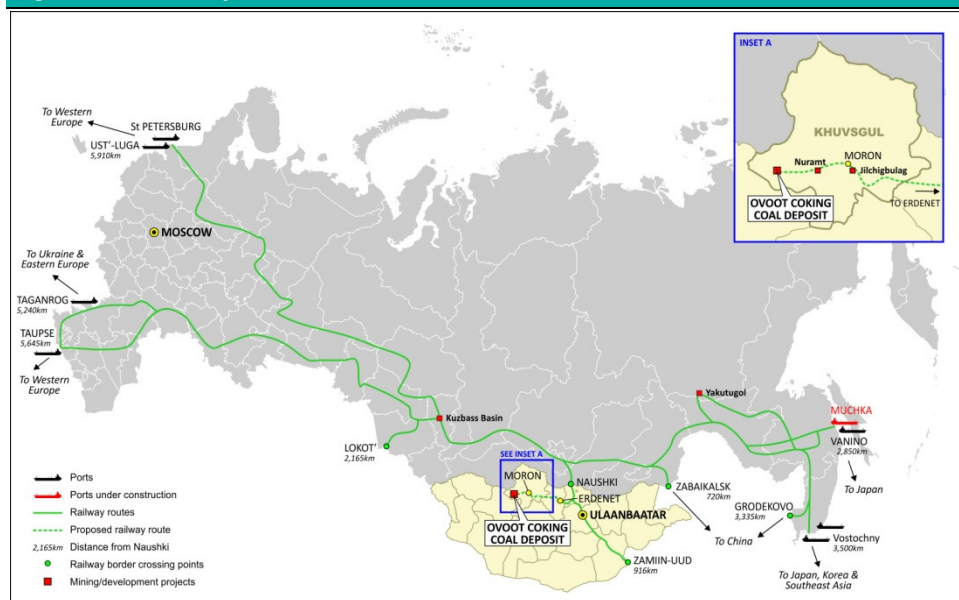 To Western
Europe
St PETERSBURG
UST'-LUGA
5,910km
MOSCOW
To Ukraine &
Eastern Europe
TAGANROG
5,240km
TAUPSE
5,645km
To Western
Europe
Kuzbass Basin
LOKOT'
2,165km
SEE INSET A
MORON
NAUSHKI
ERDENET
ULAANBAATAR
OVOOT COKING
COAL DEPOSIT
ZAMIIN-UUD
916km
ZABAIKALSK
720km
To China
Yakutugol
MUCHKA
VANINO
2,850km
To Japan
GRODEKOVO
3,335km
Vostochny
3,500km
To Japan, Korea &
Southeast Asia
INSET A
KHUVSGUL
MORON
Nuramt
Jilchigbulag
TO ERDENET
OVOOT COKING
COAL DEPOSIT
Ports
Ports under construction
Railway routes
Proposed railway route
2,165km Distance from Naushki
Railway border crossing points
Mining/development projects